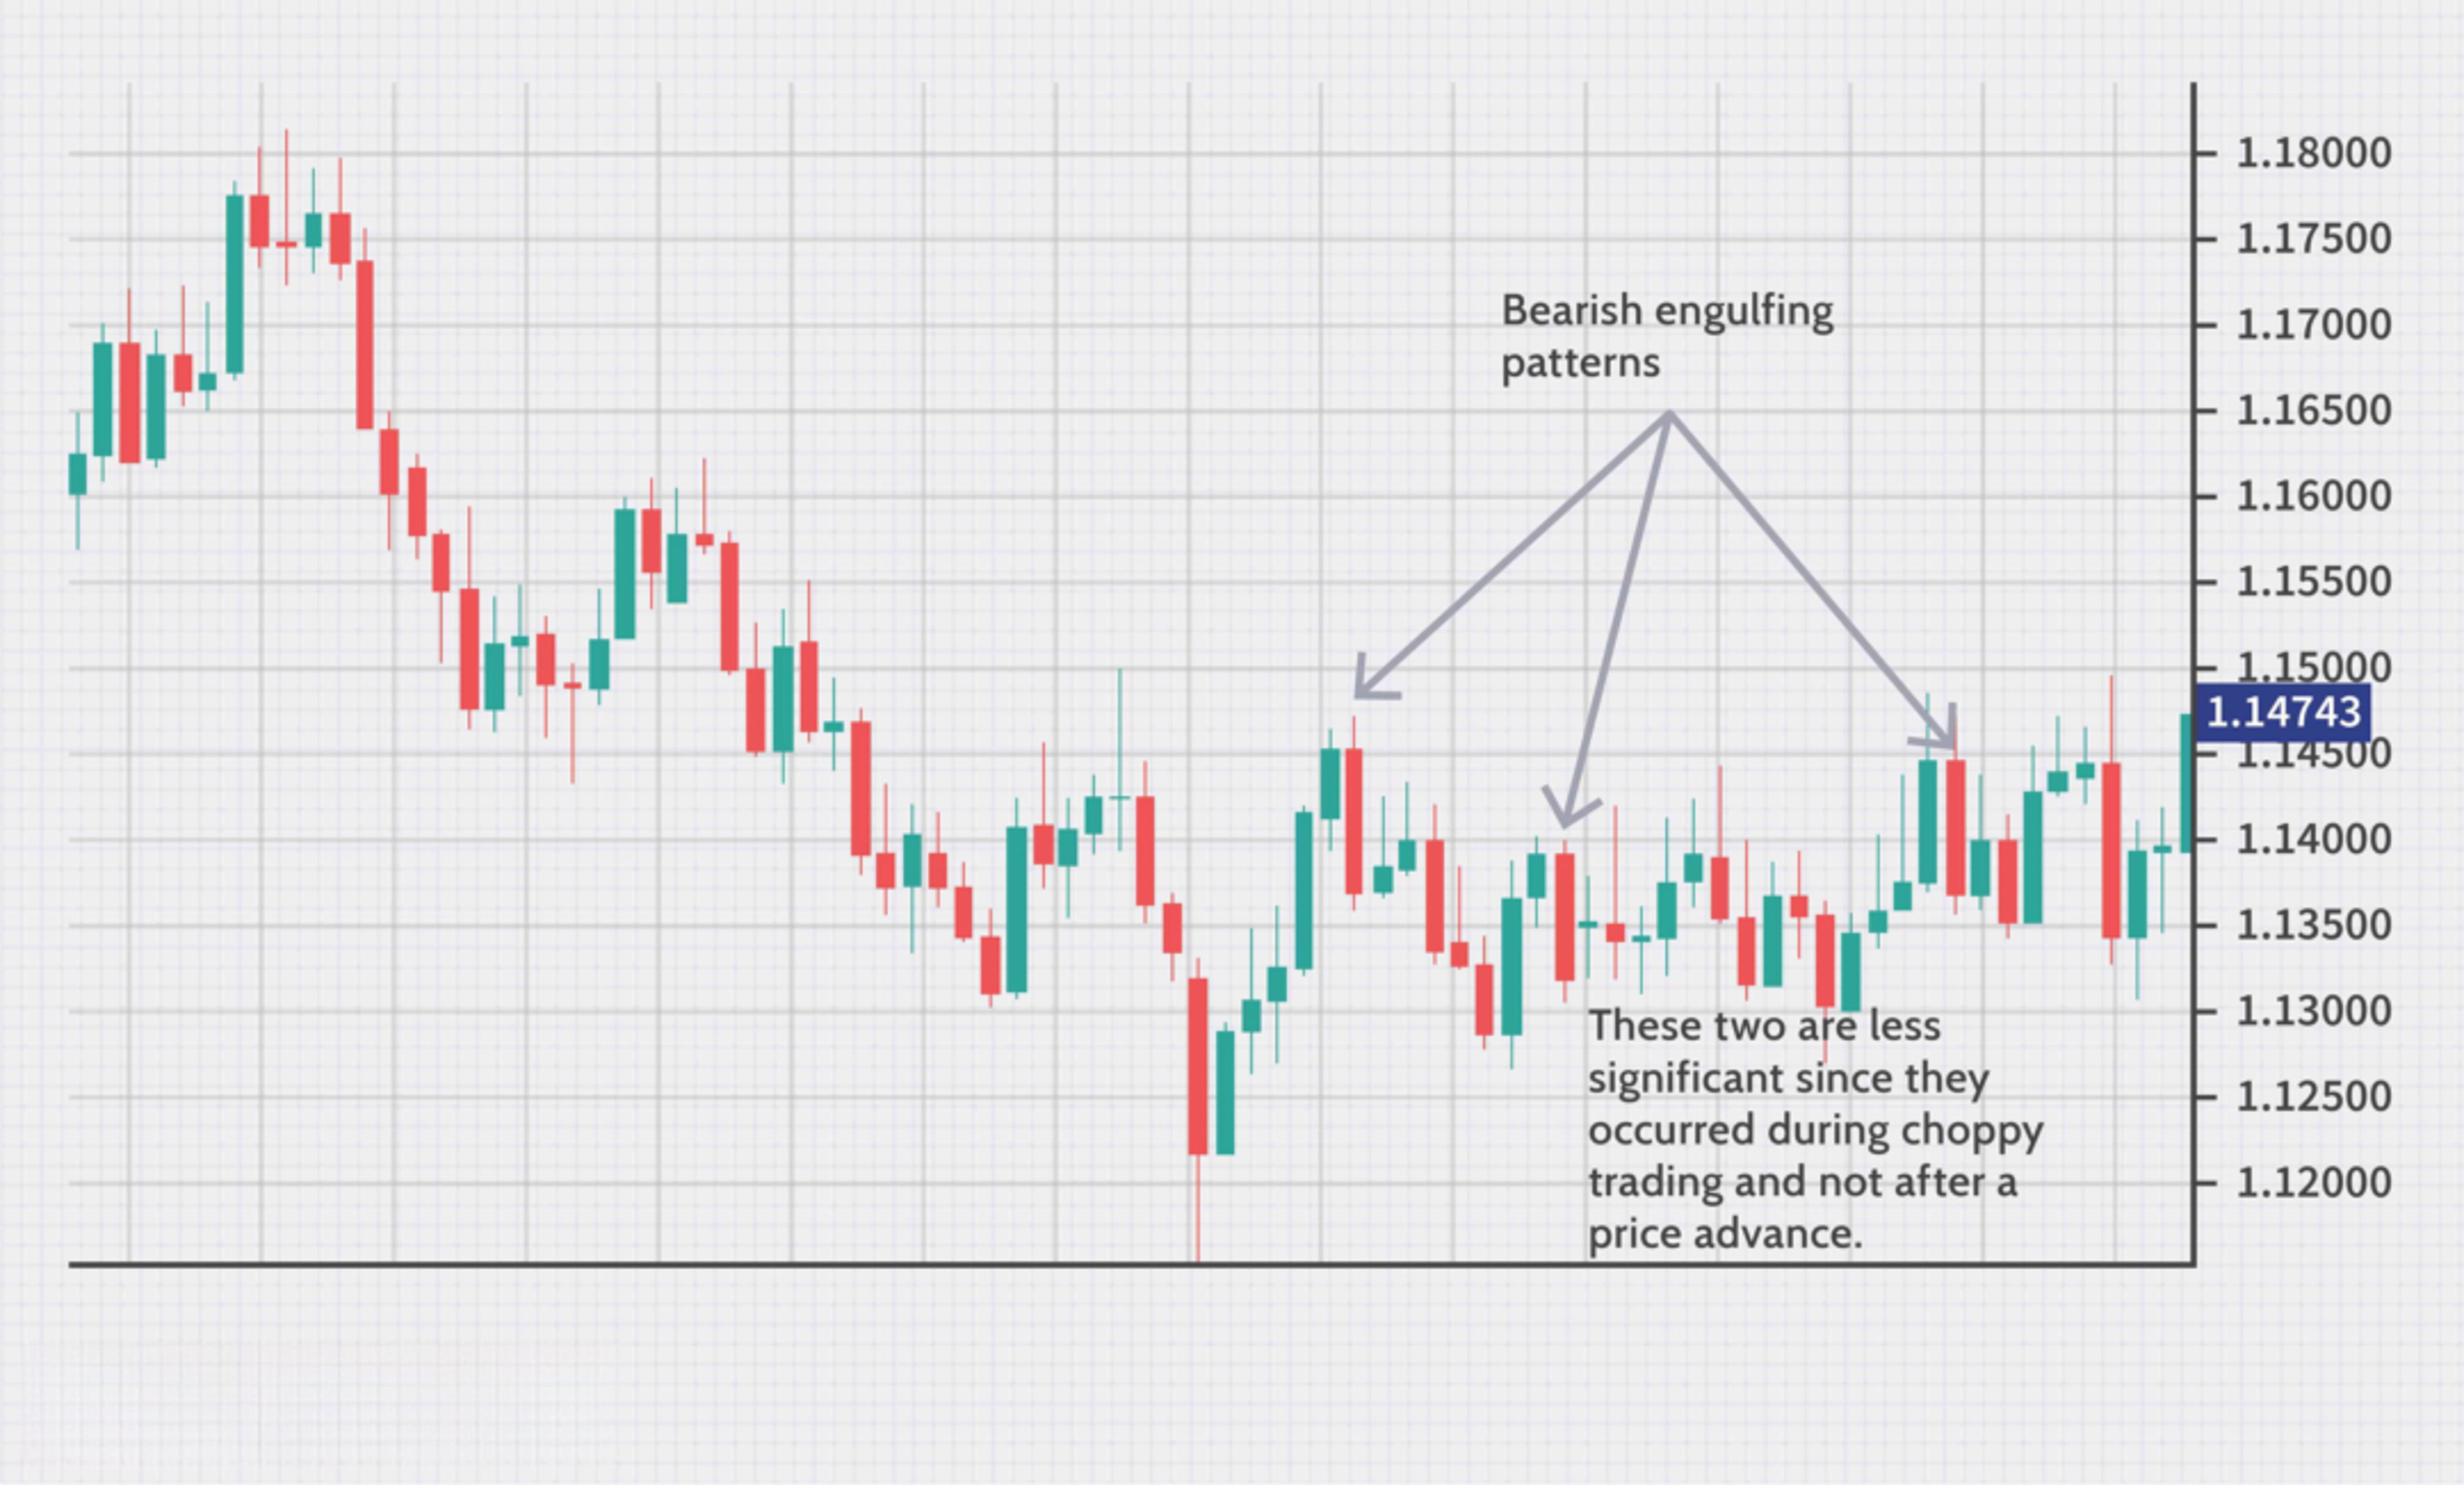 1.18000
1.17500
Bearish engulfing
patterns
1.17000
1.16500
1.16000
1.15500
1.15000
1.14743
1.14500
1.14000
1.13500
1.13000
These two are less
significant since they
occurred during choppy
trading and not after a
price advance.
1.12500
1.12000